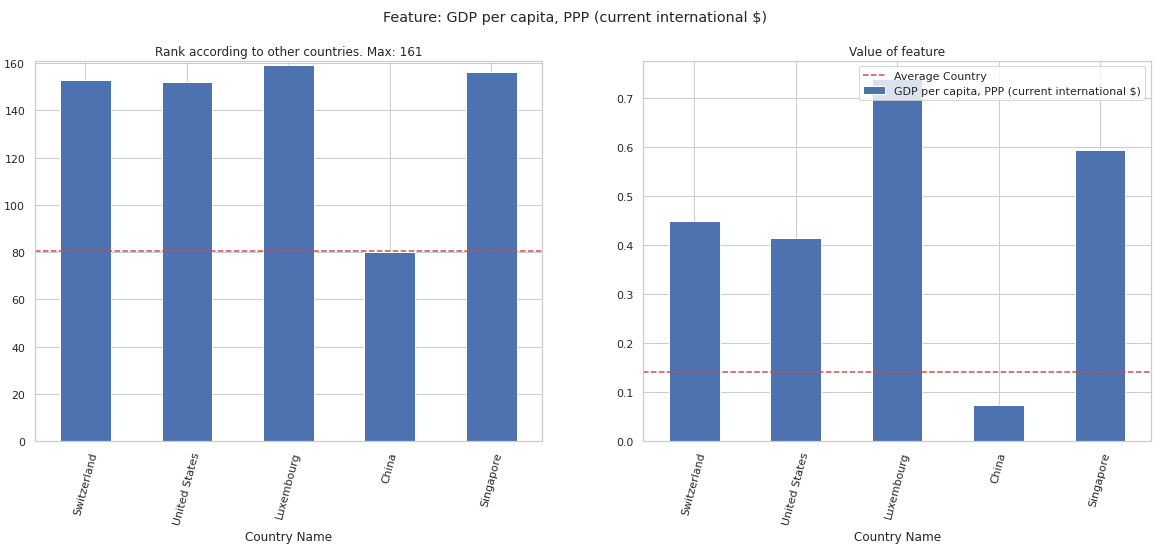 Feature: GDP per capita, PPP (current international $)
Rank according to other countries. Max: 161
160
140
120
100
80
60
40
20
0
Switzerland
United States
Luxembourg
China
Singapore
Country Name
Value of feature
Average Country
GDP per capita, PPP (current international $)
0.7
0.6
0.5
0.4
0.3
0.2
0.1
0.0
Switzerland
United States
Luxembourg
China
Singapore
Country Name